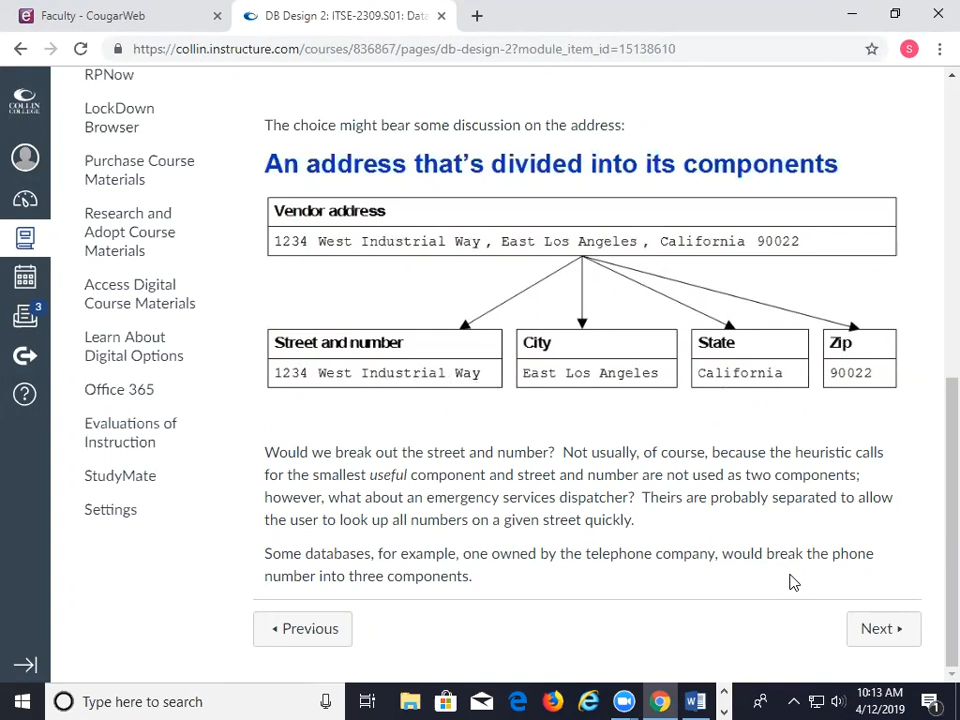 Faculty - CougarWeb
DB Design 2: ITSE-2309.S01: Data
https://collin.instructure.com/courses/836867/pages/db-design-2?module_item_id=15138610
S
COLLIN
COLLEGE
3
RPNow
LockDown
Browser
Purchase Course
Materials
Research and
Adopt Course
Materials
Access Digital
Course Materials
Learn About
Digital Options
Office 365
Evaluations of
Instruction
StudyMate
Settings
The choice might bear some discussion on the address:
An address that's divided into its components
Vendor address
1234 West Industrial Way, East Los Angeles, California 90022
Street and number
1234 West Industrial Way
City
East Los Angeles
State
California
Zip
90022
Would we break out the street and number? Not usually, of course, because the heuristic calls
for the smallest useful component and street and number are not used as two components;
however, what about an emergency services dispatcher? Theirs are probably separated to allow
the user to look up all numbers on a given street quickly.
Some databases, for example, one owned by the telephone company, would break the phone
number into three components.
Previous
Next
Type here to search
10:13 AM
4/12/2019
1